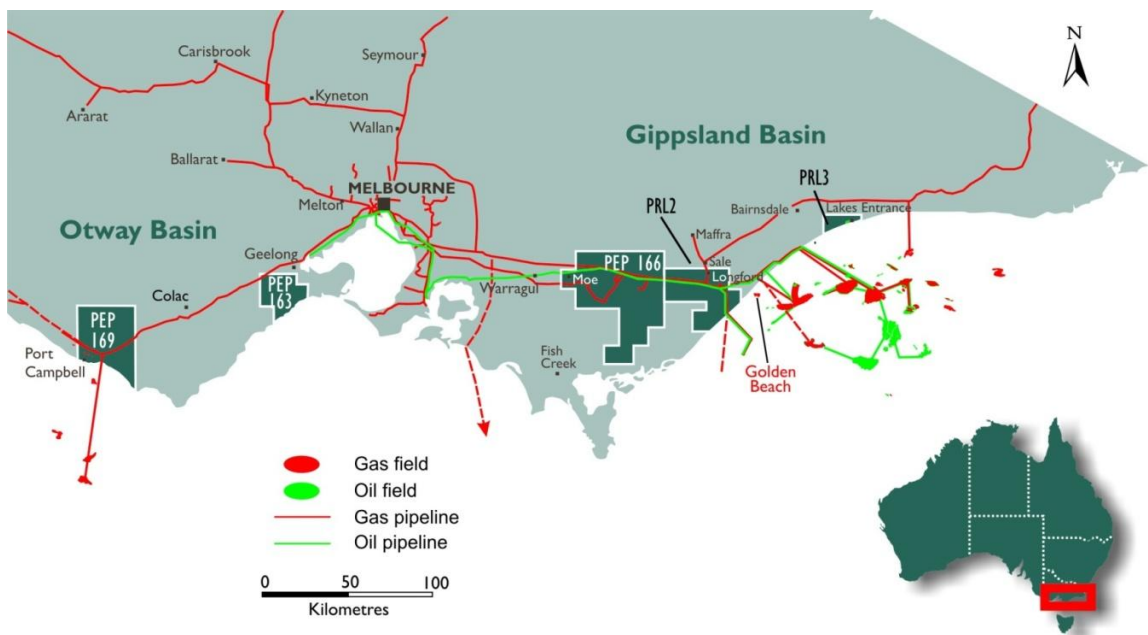 Seymour
Carisbrook
N
Kyneton
Ararat
Wallan
Gippsland Basin
Ballarat
PRL3
MELBOURNE
PRL2
Bairnsdale
Lakes Entrance
Melton
Otway Basin
Maffra
Geelong
Sale
PEP 166
PEP
163
Warragul
Moe
Longford
Colac
PEP
169
Port
Campbell
Fish
Creek
Golden
Beach
Gas field
Oil field
Gas pipeline
Oil pipeline
0 50 100
Kilometres